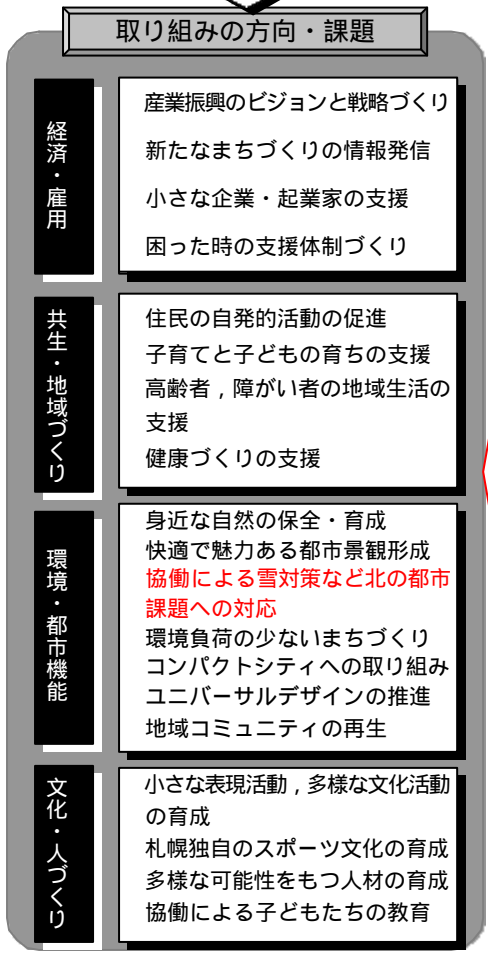 取り組みの方向・課題
経済・雇用
産業振興のビジョンと戦略づくり
新たなまちづくりの情報発信
小さな企業・起業家の支援
困った時の支援体制づくり
共生・地域づくり
住民の自発的活動の促進
子育てと子どもの育ちの支援
高齢者，障がい者の地域生活の
支援
健康づくりの支援
環境・都市機能
身近な自然の保全・育成
快適で魅力ある都市景観形成
協働による雪対策など北の都市
課題への対応
環境負荷の少ないまちづくり
コンパクトシティへの取り組み
ユニバーサルデザインの推進
地域コミュニティの再生
文化・人づくり
小さな表現活動，多様な文化活動
の育成
札幌独自のスポーツ文化の育成
多様な可能性をもつ人材の育成
協働による子どもたちの教育